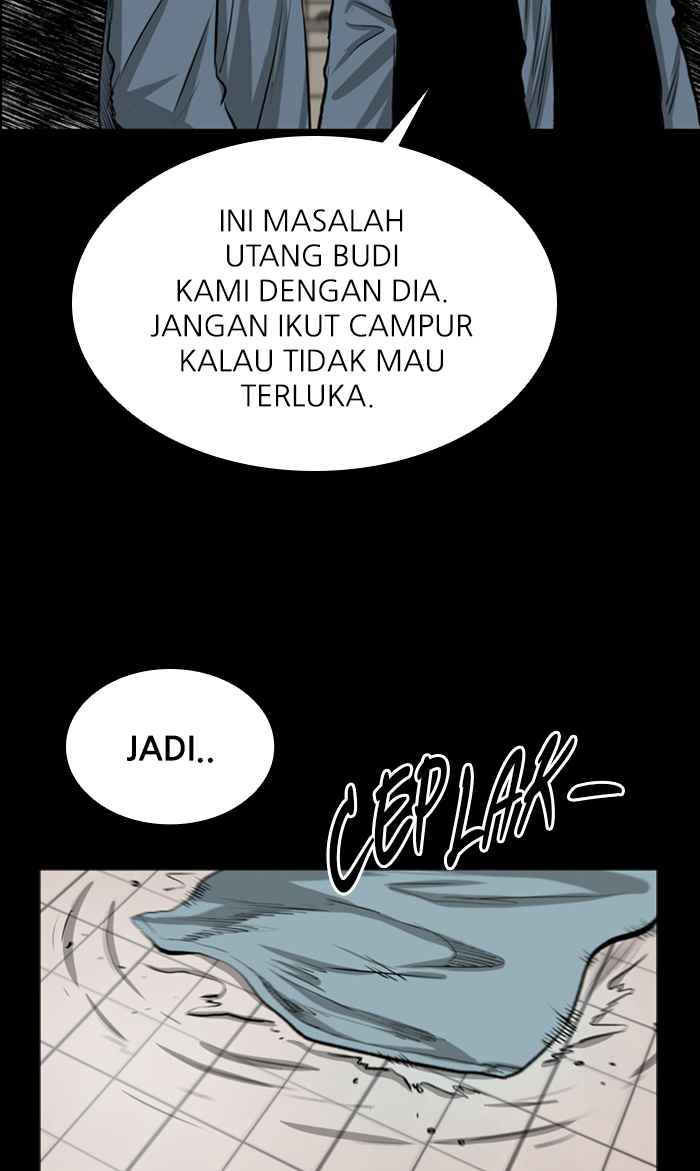 INI MASALAH
UTANG BUDI
KAMI DENGAN DIA.
JANGAN IKUT CAMPUR
KALAU TIDAK MAU
TERLUKA.
JADI..
CEPLAK-